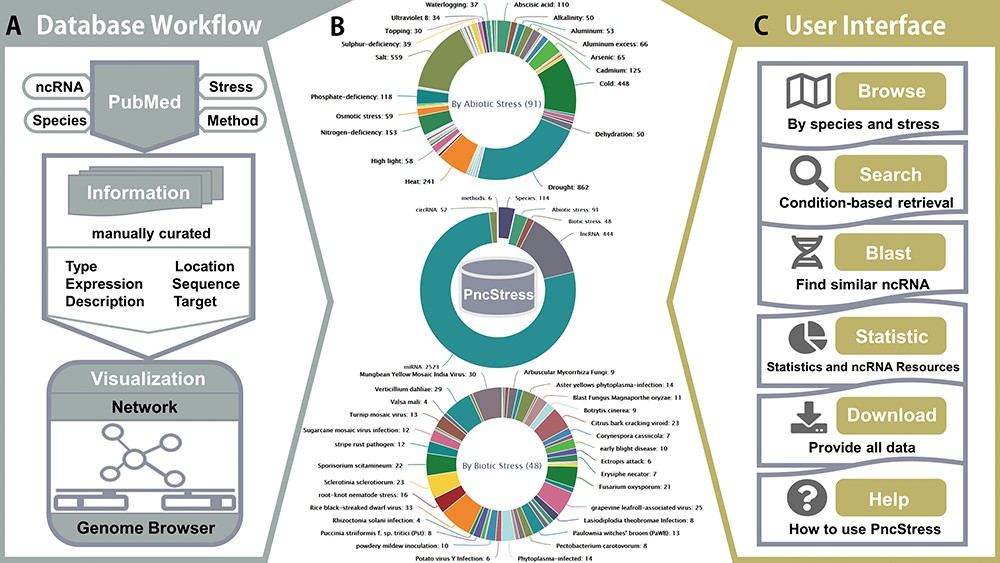 A Database Workflow
ncRNA
Species
PubMed
Stress
Method
Information
manually curated
Type Location
Expression Sequence
Description Target
Visualization
Network
Genome Browser
B
Waterlogging: 37
Ultraviolet B: 34
Topping: 30
Sulphur-deficiency: 39
Salt: 559
Phosphate-deficiency: 118
Osmotic stress: 59
Nitrogen-deficiency: 153
High light: 58
Heat: 241
Abscisic acid: 110
Alkalinity: 50
Aluminum: 53
Aluminum excess: 66
Arsenic: 65
Cadmium: 125
Cold: 448
Dehydration: 50
Drought: 862
By Abiotic Stress (91)
methods: 6
circRNA: 52
Species: 114
Abiotic stress: 91
Biotic stress: 48
lncRNA: 444
PncStress
miRNA: 2523
Mungbean Yellow Mosaic India Virus: 30
Verticillium dahliae: 29
Valsa mali: 4
Turnip mosaic virus: 13
Sugarcane mosaic virus infection: 12
stripe rust pathogen: 12
Sporisorium scitamineum: 22
Sclerotinia sclerotiorum: 23
root-knot nematode stress: 16
Rice black-streaked dwarf virus: 33
Rhizoctonia solani infection: 4
Puccinia striiformis f. sp. tritici (Pst): 8
powdery mildew inoculation: 10
Potato virus Y Infection: 6
Arbuscular Mycorrhiza Fungi: 9
Aster yellows phytoplasma-infection: 14
Blast Fungus Magnaporthe oryzae: 11
Botrytis cinerea: 9
Citrus bark cracking viroid: 23
Corynespora cassiicola: 7
early blight disease: 10
Ectropis attack: 6
Erysiphe necator: 7
Fusarium oxysporum: 21
grapevine leafroll-associated virus: 25
Lasiodiplodia theobromae Infection: 8
Paulownia witches' broom (PaWB): 13
Pectobacterium carotovorum: 8
Phytoplasma-infected: 14
By Biotic Stress (48)
C User Interface
Browse
By species and stress
Search
Condition-based retrieval
Blast
Find similar ncRNA
Statistic
Statistics and ncRNA Resources
Download
Provide all data
?
Help
How to use PncStress